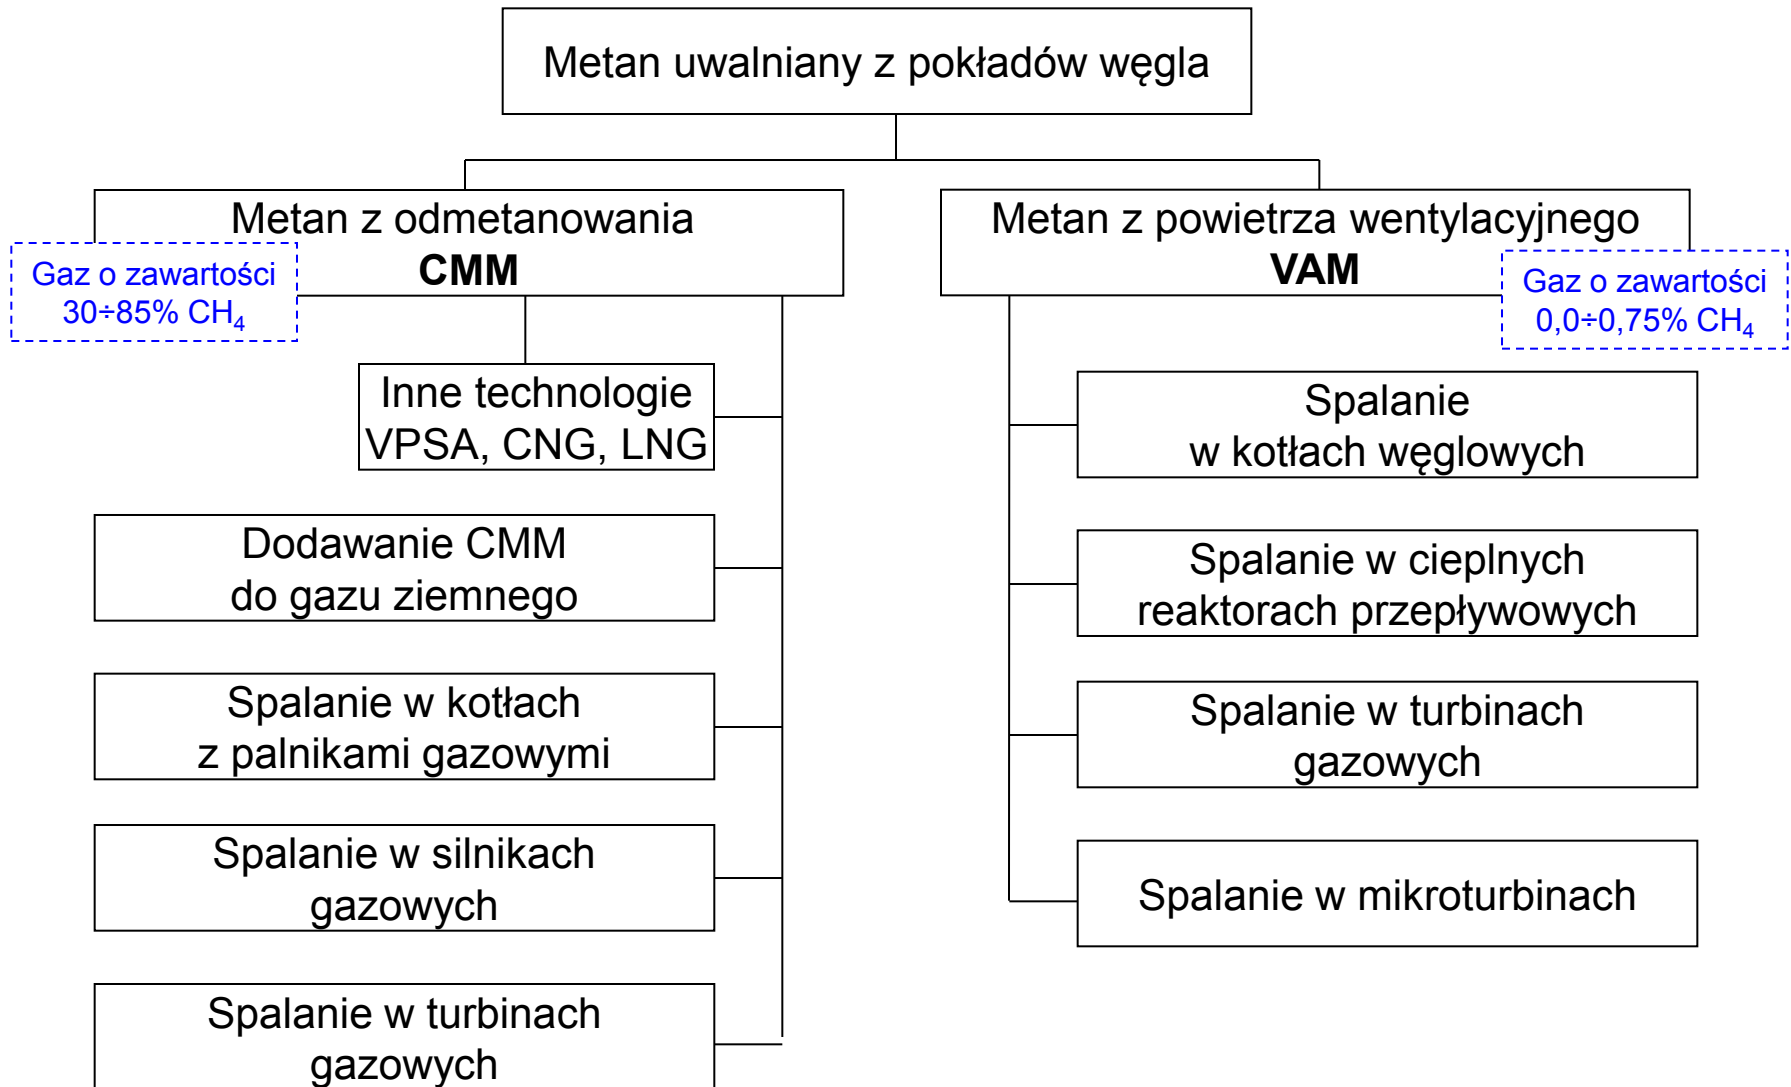 Metan uwalniany z pokładów węgla
Metan z odmetanowania
CMM
Gaz o zawartości
30÷85% CH₄
Inne technologie
VPSA, CNG, LNG
Dodawanie CMM
do gazu ziemnego
Spalanie w kotłach
z palnikami gazowymi
Spalanie w silnikach
gazowych
Spalanie w turbinach
gazowych
Metan z powietrza wentylacyjnego
VAM
Gaz o zawartości
0,0÷0,75% CH₄
Spalanie
w kotłach węglowych
Spalanie w cieplnych
reaktorach przepływowych
Spalanie w turbinach
gazowych
Spalanie w mikroturbinach